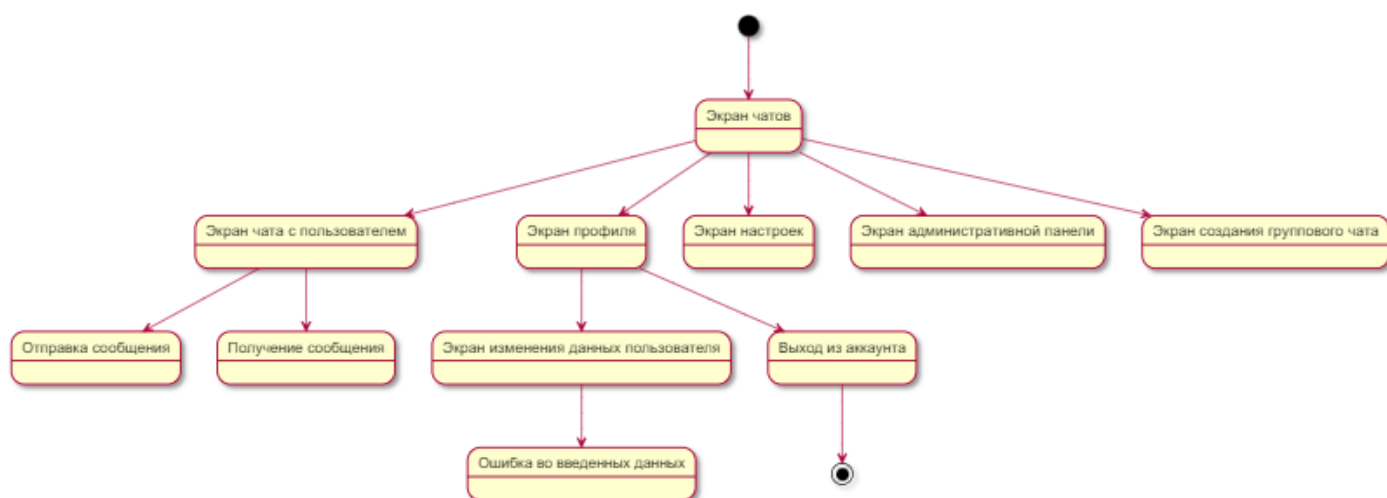 Экран чатов
Экран чата с пользователем
Экран профиля
Экран настроек
Экран административной панели
Экран создания группового чата
Отправка сообщения
Получение сообщения
Экран изменения данных пользователя
Выход из аккаунта
Ошибка во введенных данных